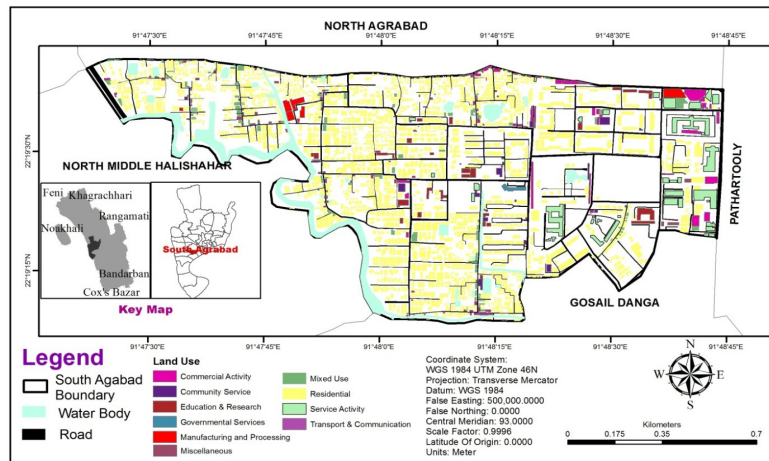 NORTH AGRABAD
91°47'30"E 91°47'45"E 91°48'0"E 91°48'15"E 91°48'30"E 91°48'45"E
22°19'30"N
22°19'15"N
NORTH MIDDLE HALISHAHAR
PATHARTOOLY
GOSAIL DANGA
Feni
Khagrachhari
Rangamati
Noakhali
Bandarban
Cox's Bazar
South Agrabad
Key Map
91°47'30"E 91°47'45"E 91°48'0"E 91°48'15"E 91°48'30"E 91°48'45"E
Legend
South Agabad
Boundary
Water Body
Road
Land Use
Commercial Activity
Community Service
Education & Research
Governmental Services
Manufacturing and Processing
Miscellaneous
Mixed Use
Residential
Service Activity
Transport & Communication
Coordinate System:
WGS 1984 UTM Zone 46N
Projection: Transverse Mercator
Datum: WGS 1984
False Easting: 500,000.0000
False Northing: 0.0000
Central Meridian: 93.0000
Scale Factor: 0.9996
Latitude Of Origin: 0.0000
Units: Meter
N
W E
S
Kilometers
0 0.175 0.35 0.7